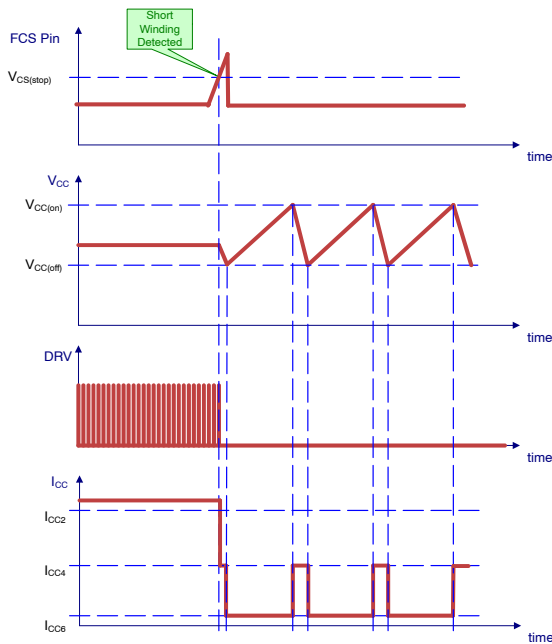 Short
Winding
Detected
FCS Pin
VCS(stop)
time
VCC
VCC(on)
VCC(off)
time
DRV
time
ICC
ICC2
ICC4
ICC6
time